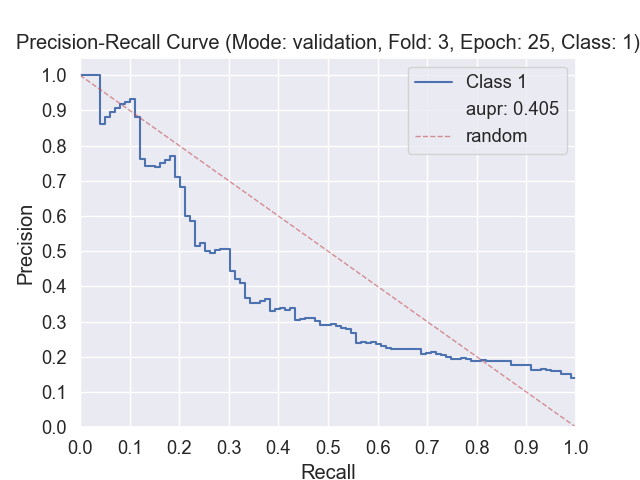 Precision-Recall Curve (Mode: validation, Fold: 3, Epoch: 25, Class: 1)
Class 1
aupr: 0.405
random
Precision
1.0
0.9
0.8
0.7
0.6
0.5
0.4
0.3
0.2
0.1
0.0
0.0 0.1 0.2 0.3 0.4 0.5 0.6 0.7 0.8 0.9 1.0
Recall